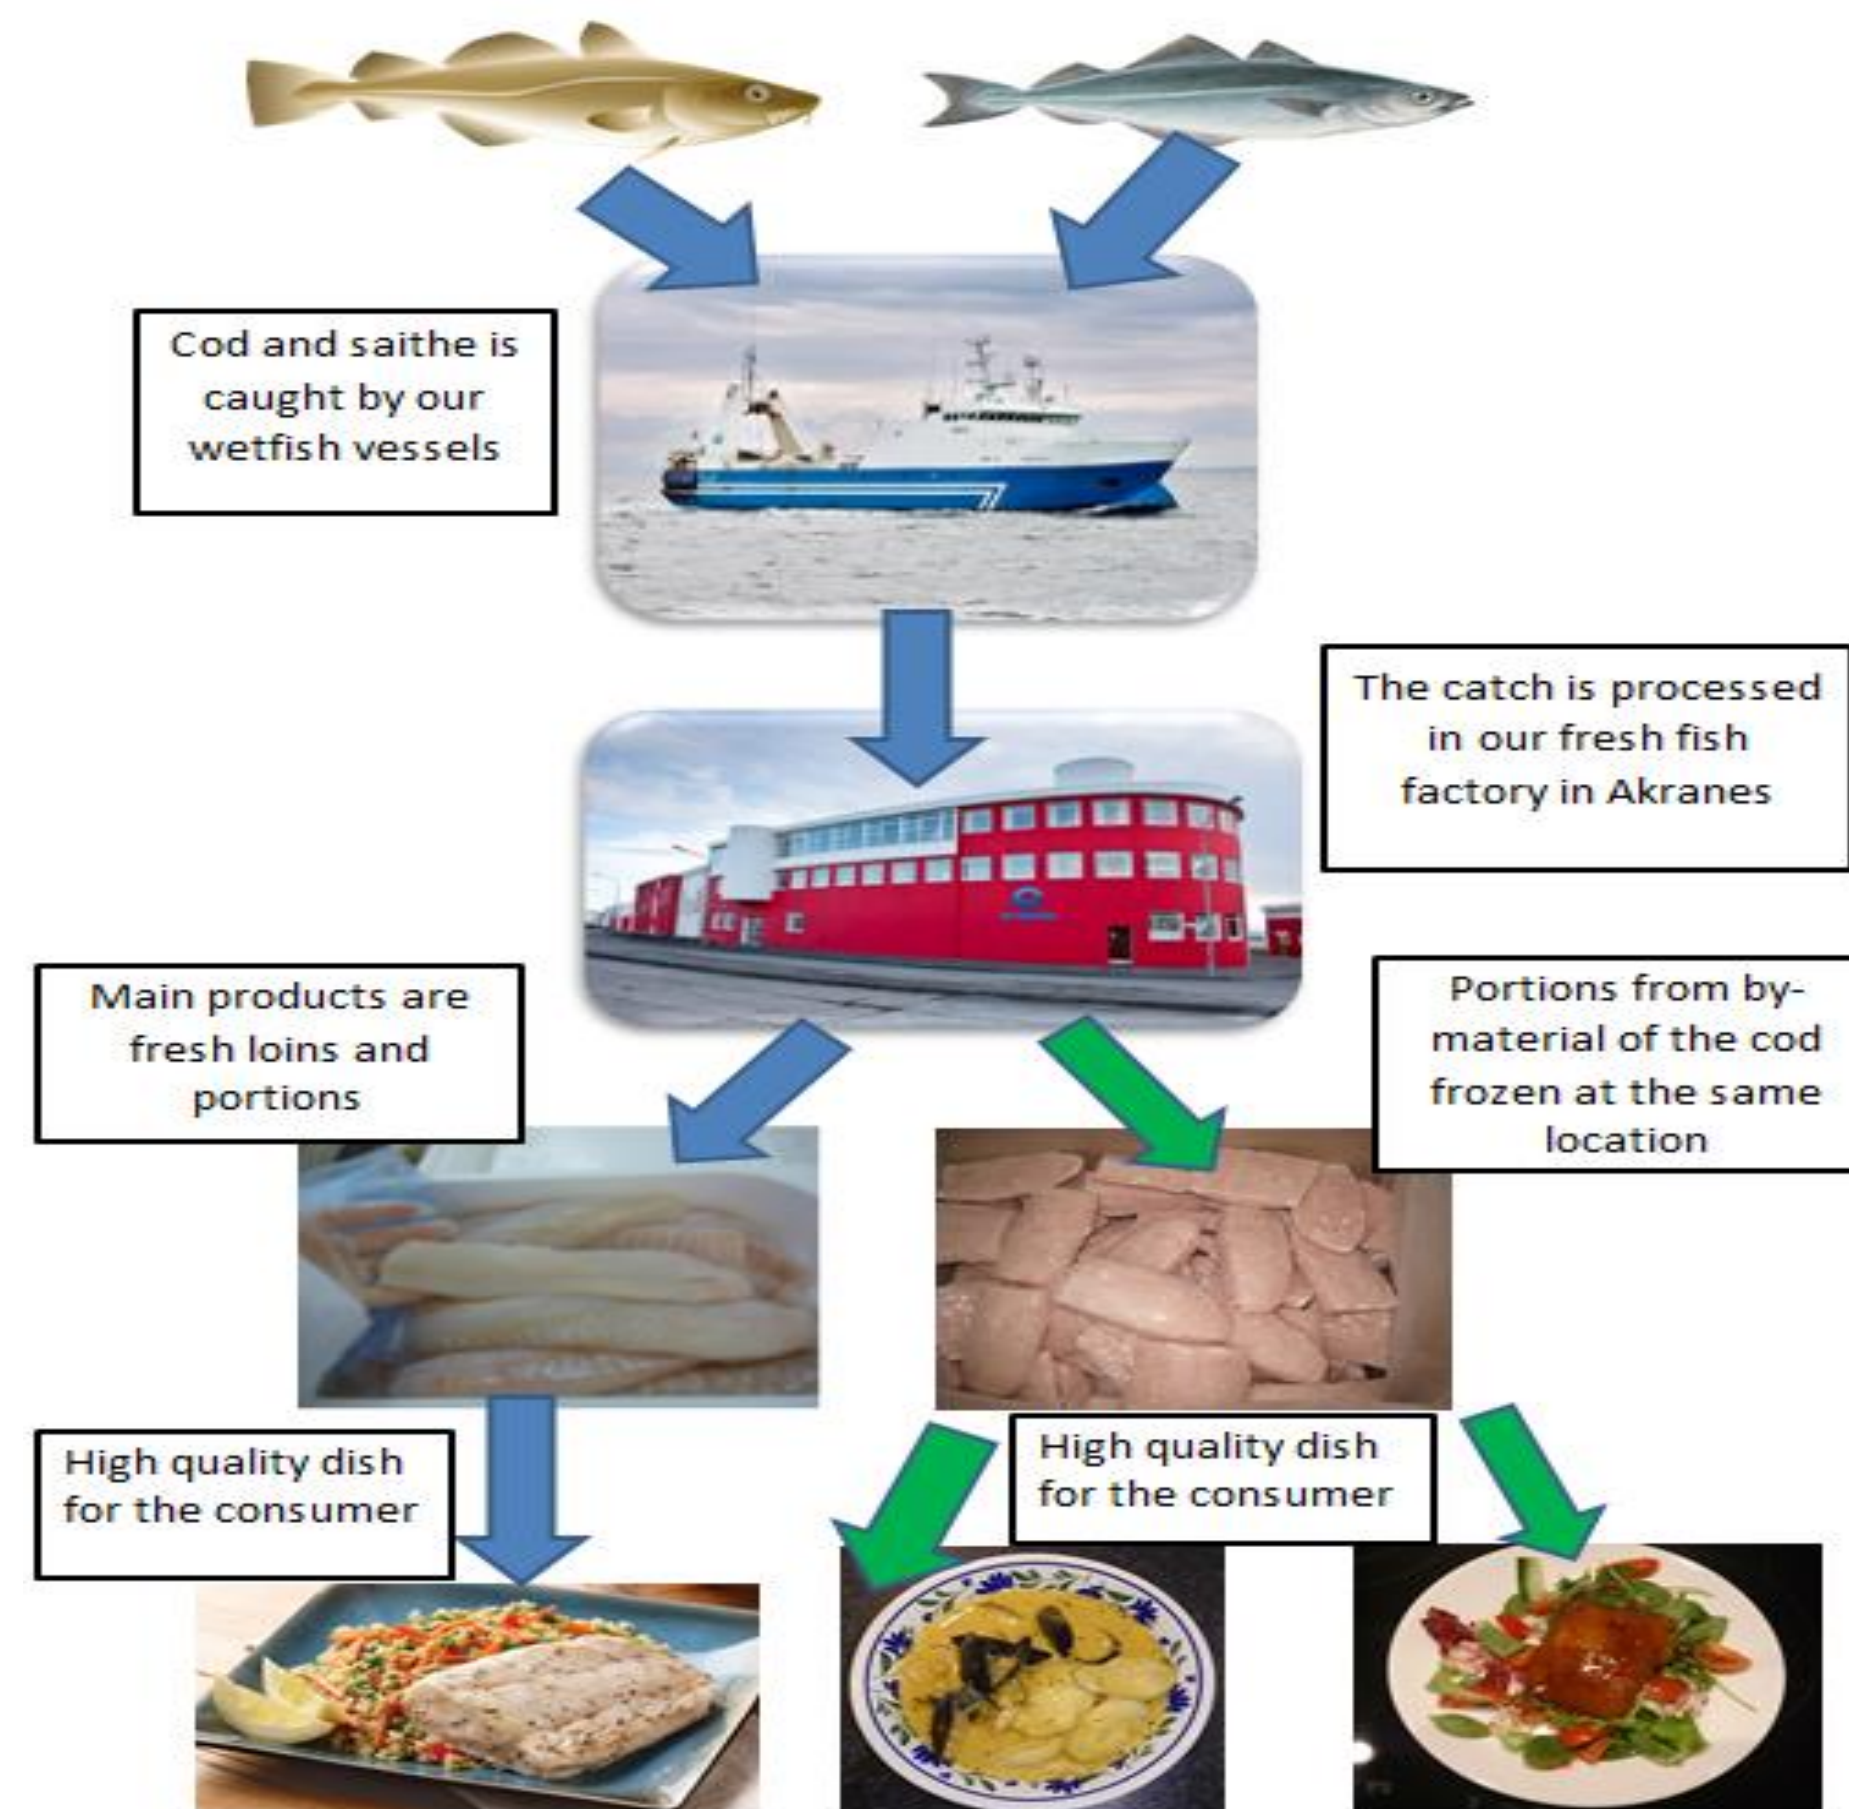 Cod and saithe is
caught by our
wetfish vessels
The catch is processed
in our fresh fish
factory in Akranes
Main products are
fresh loins and
portions
Portions from by-
material of the cod
frozen at the same
location
High quality dish
for the consumer
High quality dish
for the consumer